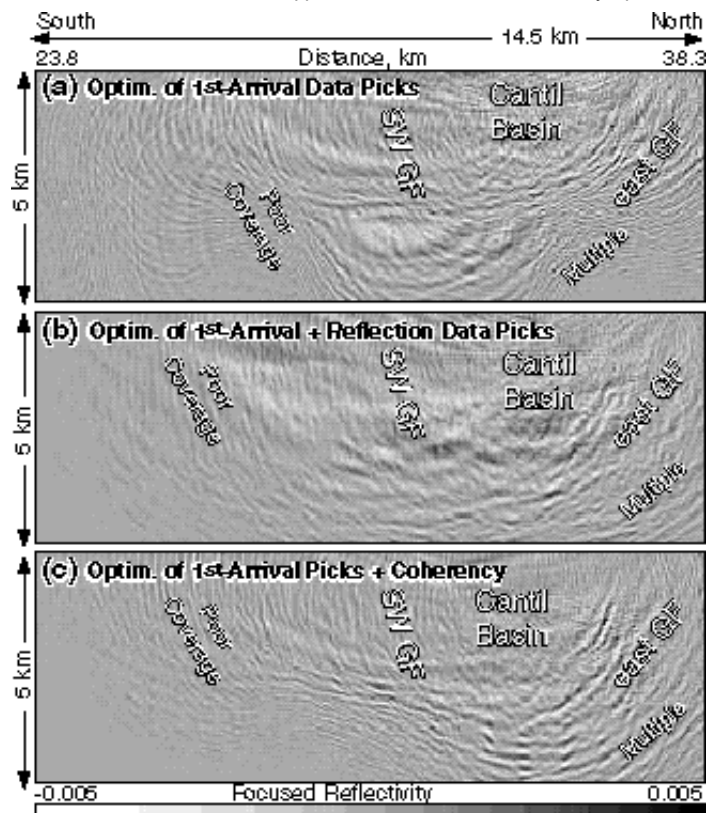 South North
14.5 km
23.8 Distance, km 38.3
(a) Optim. of 1st-Arrival Data Picks
Cantil
Basin
SW GF
east GF
Poor
Coverage
Multiple
5 km
(b) Optim. of 1st-Arrival + Reflection Data Picks
Cantil
Basin
SW GF
east GF
Poor
Coverage
Multiple
5 km
(c) Optim. of 1st-Arrival Picks + Coherency
Cantil
Basin
SW GF
east GF
Poor
Coverage
Multiple
5 km
-0.005 Focused Reflectivity 0.005